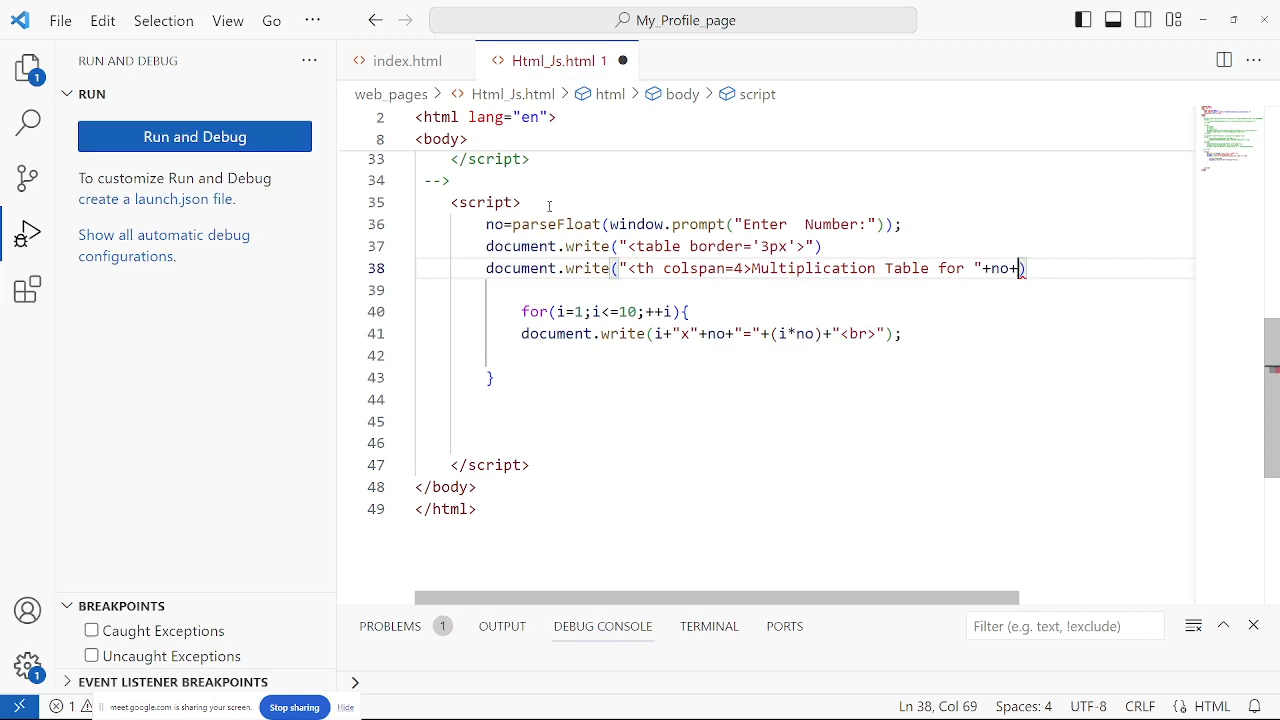 File Edit Selection View Go ··· My_Profile_page
RUN AND DEBUG ···
RUN
Run and Debug
To customize Run and Debug
create a launch.json file.
Show all automatic debug
configurations.
BREAKPOINTS
Caught Exceptions
Uncaught Exceptions
EVENT LISTENER BREAKPOINTS
1
1
index.html
Html_Js.html 1
web_pages > Html_Js.html > html > body > script
2 <html lang="en">
8 <body>
33 </script>
34 -->
35 <script>
36 no=parseFloat(window.prompt("Enter  Number:"));
37 document.write("<table border='3px'>")
38 document.write("<th colspan=4>Multiplication Table for "+no+)
39
40 for(i=1;i<=10;++i){
41 document.write(i+"x"+no+"="+(i*no)+"<br>");
42
43 }
44
45
46
47 </script>
48 </body>
49 </html>
PROBLEMS 1 OUTPUT DEBUG CONSOLE TERMINAL PORTS Filter (e.g. text, !exclude)
>
1 meet.google.com is sharing your screen. Stop sharing Hide Ln 38, Col 69 Spaces: 4 UTF-8 CRLF HTML